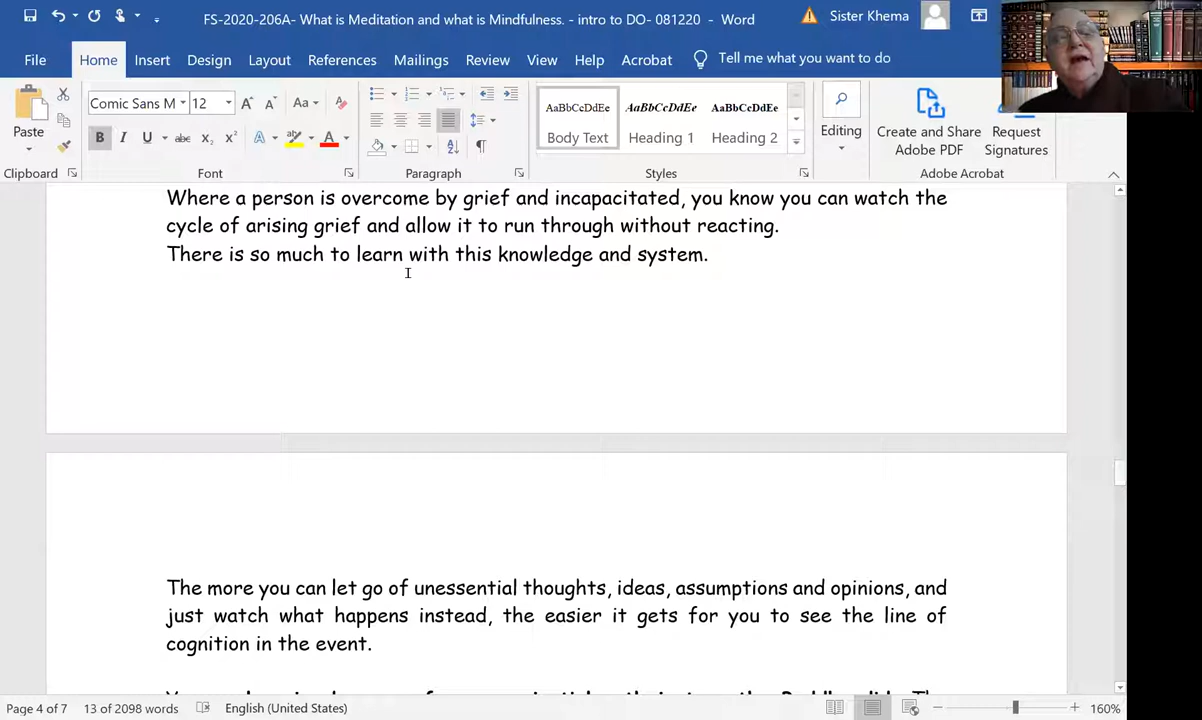 FS-2020-206A- What is Meditation and what is Mindfulness. - intro to DO- 081220 - Word
Sister Khema
File Home Insert Design Layout References Mailings Review View Help Acrobat Tell me what you want to do
Comic Sans M 12
Paste
Clipboard
Font
Paragraph
AaBbCcDdEe AaBbCcDdEe AaBbCcDdEe
Body Text Heading 1 Heading 2
Styles
Editing
Create and Share Adobe PDF
Request Signatures
Adobe Acrobat
Where a person is overcome by grief and incapacitated, you know you can watch the
cycle of arising grief and allow it to run through without reacting.
There is so much to learn with this knowledge and system.
The more you can let go of unessential thoughts, ideas, assumptions and opinions, and
just watch what happens instead, the easier it gets for you to see the line of
cognition in the event.
Page 4 of 7 13 of 2098 words English (United States) 160%